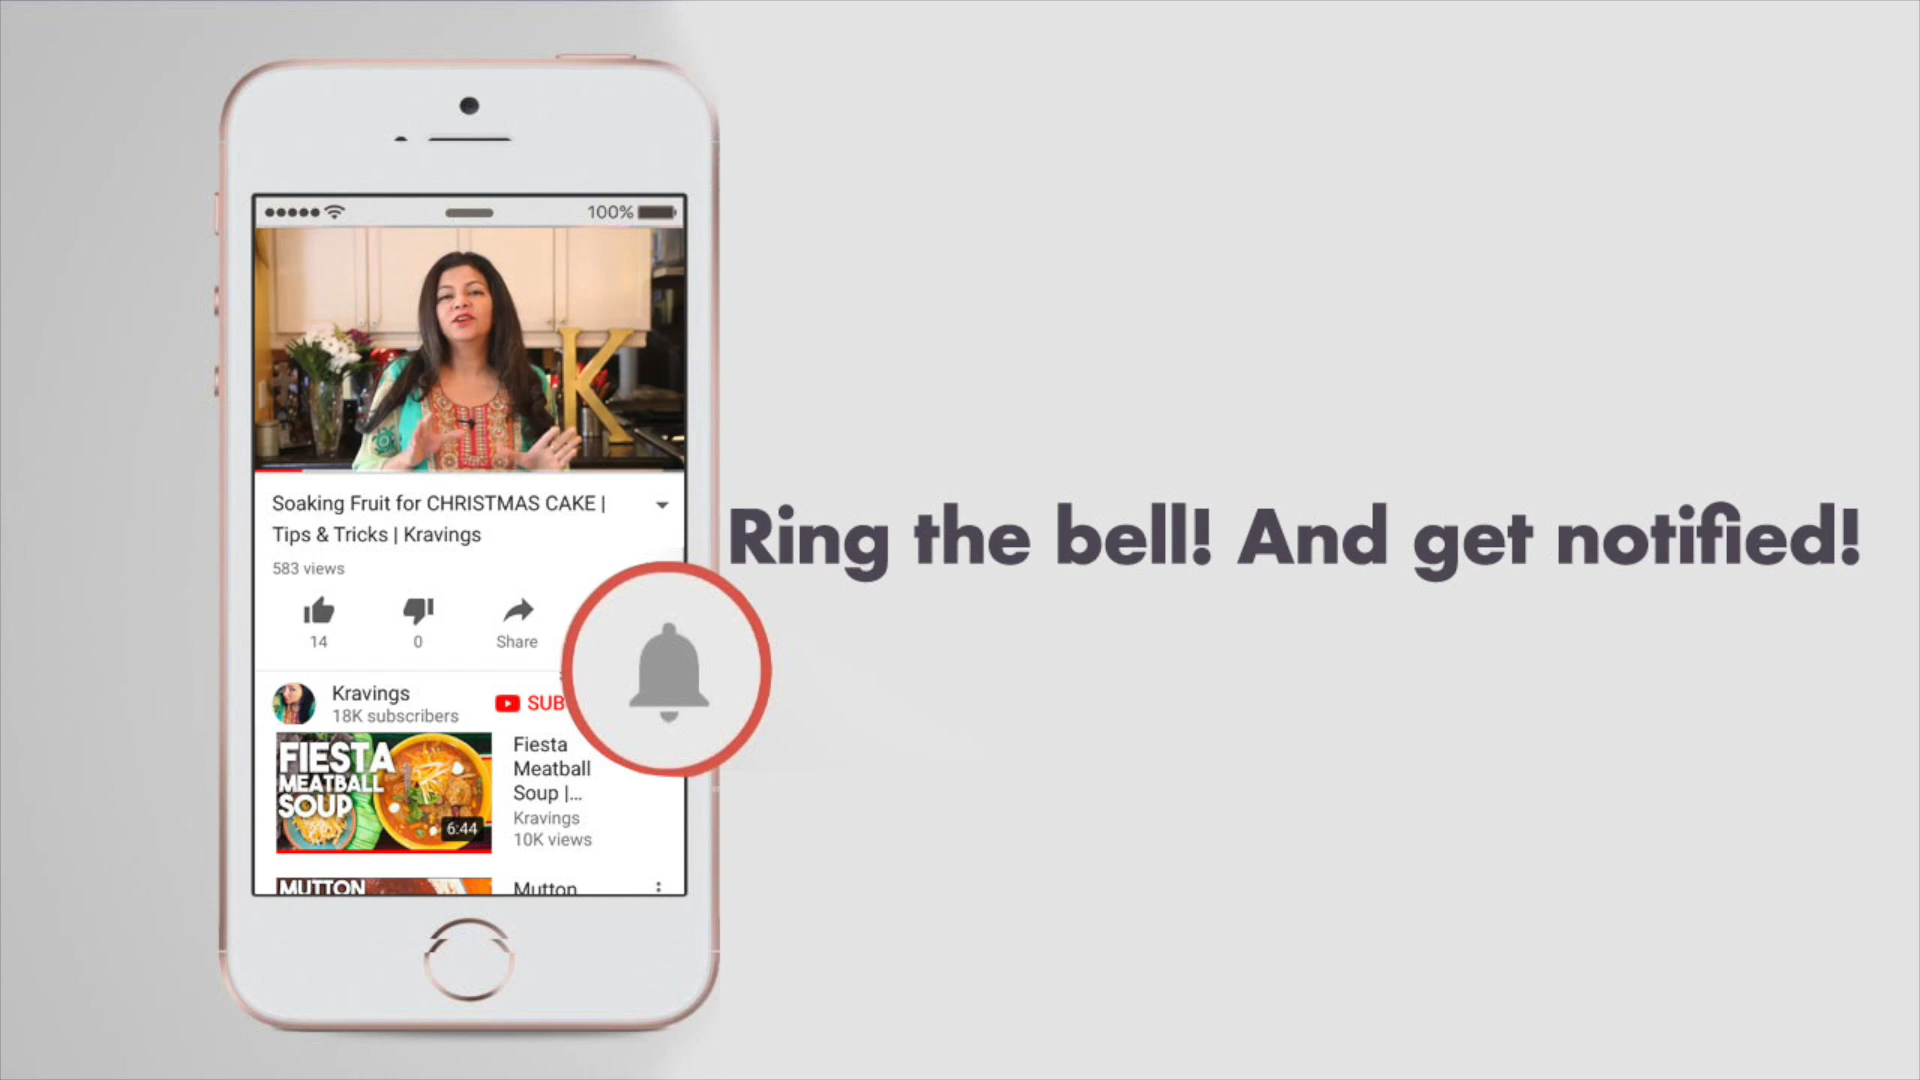 100%
K
Soaking Fruit for CHRISTMAS CAKE |
Tips & Tricks | Kravings
583 views
14
0
Share
Ring the bell! And get notified!
Kravings
18K subscribers
SUB
FIESTA
MEATBALL
SOUP
6:44
Fiesta
Meatball
Soup |...
Kravings
10K views
MUTTON
Mutton